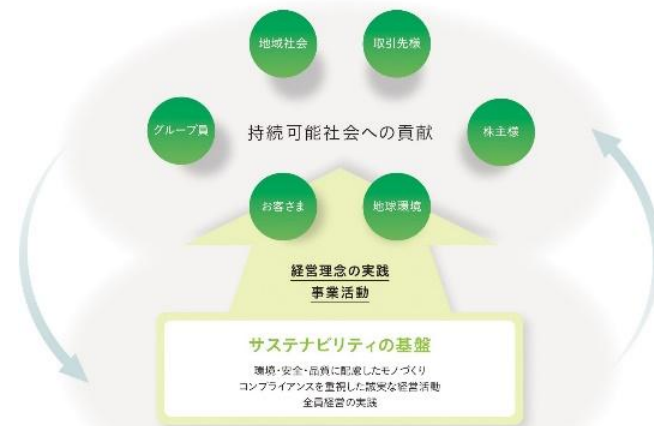 地域社会
取引先様
グループ員
持続可能社会への貢献
株主様
お客さま
地球環境
経営理念の実践
事業活動
サステナビリティの基盤
環境・安全・品質に配慮したモノづくり
コンプライアンスを重視した誠実な経営活動
全員経営の実践